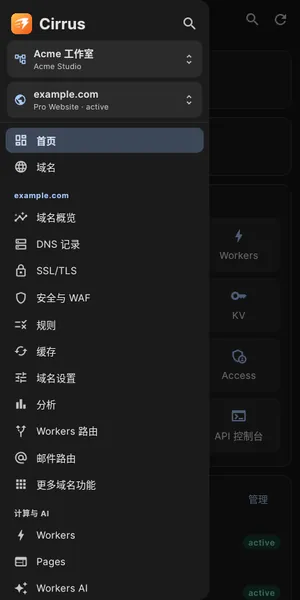 Cirrus
Acme 工作室
Acme Studio
example.com
Pro Website · active
首页
域名
example.com
域名概览
DNS 记录
SSL/TLS
安全与 WAF
规则
缓存
域名设置
分析
Workers 路由
邮件路由
更多域名功能
计算与 AI
Workers
Pages
Workers AI
Workers
KV
Access
API 控制台
管理
active
active